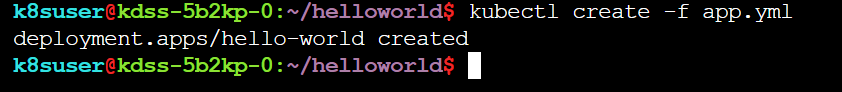 k8suser@kdss-5b2kp-0:~/helloworld$ kubectl create -f app.yml
deployment.apps/hello-world created
k8suser@kdss-5b2kp-0:~/helloworld$